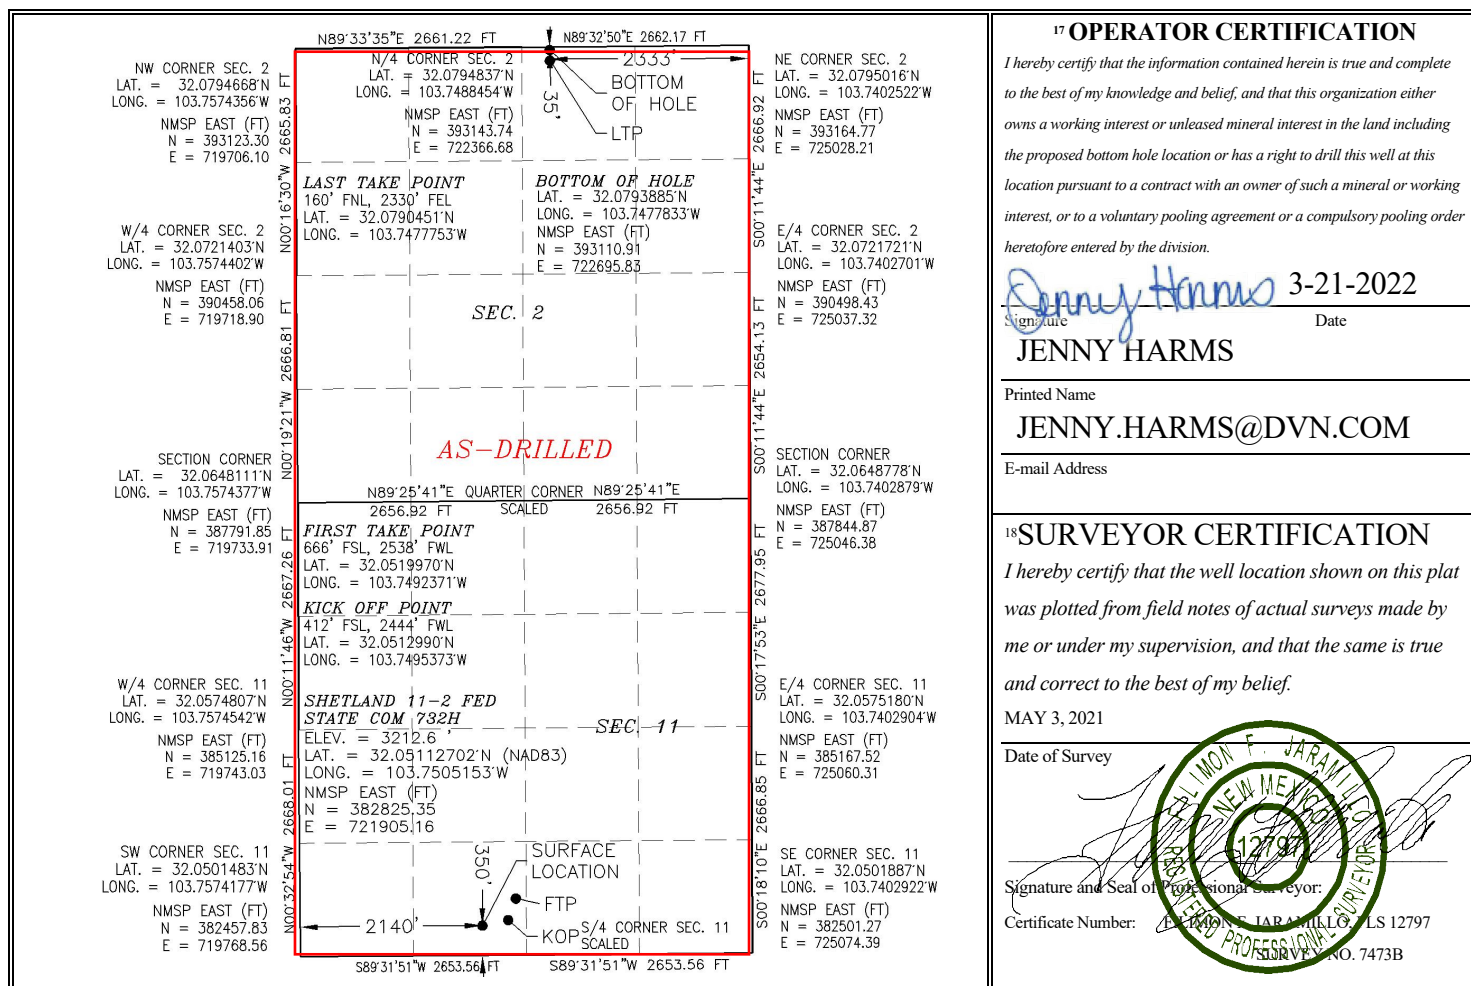 N89°33'35"E 2661.22 FT
N89°32'50"E 2662.17 FT
NW CORNER SEC. 2
LAT. = 32.0794668°N
LONG. = 103.7574356°W
NMSP EAST (FT)
N = 393123.30
E = 719706.10
N/4 CORNER SEC. 2
LAT. = 32.0794837°N
LONG. = 103.7488454°W
NMSP EAST (FT)
N = 393143.74
E = 722366.68
2333'
35'
BOTTOM
OF HOLE
LTP
NE CORNER SEC. 2
LAT. = 32.0795016°N
LONG. = 103.7402522°W
NMSP EAST (FT)
N = 393164.77
E = 725028.21
N00°16'30"W 2665.83 FT
S00°11'44"E 2666.92 FT
LAST TAKE POINT
160' FNL, 2330' FEL
LAT. = 32.0790451°N
LONG. = 103.7477753°W
BOTTOM OF HOLE
LAT. = 32.0793885°N
LONG. = 103.7477833°W
NMSP EAST (FT)
N = 393110.91
E = 722695.83
W/4 CORNER SEC. 2
LAT. = 32.0721403°N
LONG. = 103.7574402°W
NMSP EAST (FT)
N = 390458.06
E = 719718.90
E/4 CORNER SEC. 2
LAT. = 32.0721721°N
LONG. = 103.7402701°W
NMSP EAST (FT)
N = 390498.43
E = 725037.32
SEC. 2
N00°19'21"W 2666.81 FT
S00°11'44"E 2654.13 FT
AS-DRILLED
SECTION CORNER
LAT. = 32.0648111°N
LONG. = 103.7574377°W
NMSP EAST (FT)
N = 387791.85
E = 719733.91
N89°25'41"E QUARTER CORNER N89°25'41"E
2656.92 FT SCALED 2656.92 FT
SECTION CORNER
LAT. = 32.0648778°N
LONG. = 103.7402879°W
NMSP EAST (FT)
N = 387844.87
E = 725046.38
FIRST TAKE POINT
666' FSL, 2538' FWL
LAT. = 32.0519970°N
LONG. = 103.7492371°W
KICK OFF POINT
412' FSL, 2444' FWL
LAT. = 32.0512990°N
LONG. = 103.7495373°W
N00°11'46"W 2667.26 FT
S00°17'53"E 2677.95 FT
W/4 CORNER SEC. 11
LAT. = 32.0574807°N
LONG. = 103.7574542°W
NMSP EAST (FT)
N = 385125.16
E = 719743.03
SHETLAND 11-2 FED
STATE COM 732H
ELEV. = 3212.6 '
LAT. = 32.05112702°N (NAD83)
LONG. = 103.7505153°W
NMSP EAST (FT)
N = 382825.35
E = 721905.16
SEC. 11
E/4 CORNER SEC. 11
LAT. = 32.0575180°N
LONG. = 103.7402904°W
NMSP EAST (FT)
N = 385167.52
E = 725060.31
N00°32'54"W 2668.01 FT
S00°18'10"E 2666.85 FT
SW CORNER SEC. 11
LAT. = 32.0501483°N
LONG. = 103.7574177°W
NMSP EAST (FT)
N = 382457.83
E = 719768.56
350'
SURFACE
LOCATION
FTP
KOP
2140'
S/4 CORNER SEC. 11
SCALED
SE CORNER SEC. 11
LAT. = 32.0501887°N
LONG. = 103.7402922°W
NMSP EAST (FT)
N = 382501.27
E = 725074.39
S89°31'51"W 2653.56 FT
S89°31'51"W 2653.56 FT
17 OPERATOR CERTIFICATION
I hereby certify that the information contained herein is true and complete
to the best of my knowledge and belief, and that this organization either
owns a working interest or unleased mineral interest in the land including
the proposed bottom hole location or has a right to drill this well at this
location pursuant to a contract with an owner of such a mineral or working
interest, or to a voluntary pooling agreement or a compulsory pooling order
heretofore entered by the division.
Jenny Harms 3-21-2022
Signature Date
JENNY HARMS
Printed Name
JENNY.HARMS@DVN.COM
E-mail Address
18 SURVEYOR CERTIFICATION
I hereby certify that the well location shown on this plat
was plotted from field notes of actual surveys made by
me or under my supervision, and that the same is true
and correct to the best of my belief.
MAY 3, 2021
Date of Survey
FILIMON F. JARAMILLO
NEW MEXICO
12797
REGISTERED PROFESSIONAL SURVEYOR
Signature and Seal of Professional Surveyor:
Certificate Number: FILIMON F. JARAMILLO, PLS 12797
SURVEY NO. 7473B